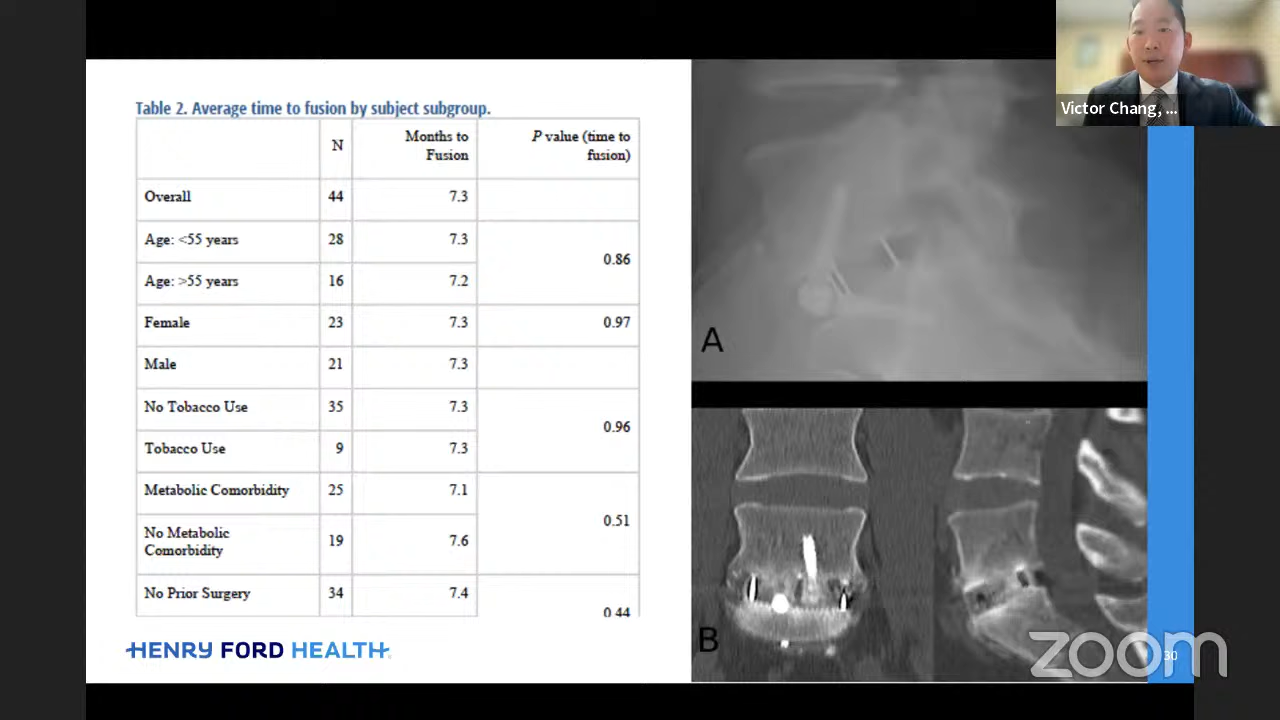 Victor Chang, ...
Table 2. Average time to fusion by subject subgroup.
N
Months to
Fusion
P value (time to
fusion)
Overall 44 7.3
Age: <55 years 28 7.3
0.86
Age: >55 years 16 7.2
Female 23 7.3 0.97
Male 21 7.3
No Tobacco Use 35 7.3
0.96
Tobacco Use 9 7.3
Metabolic Comorbidity 25 7.1
0.51
No Metabolic
Comorbidity
19 7.6
No Prior Surgery 34 7.4
0.44
A
B
HENRY FORD HEALTH
zoom
30